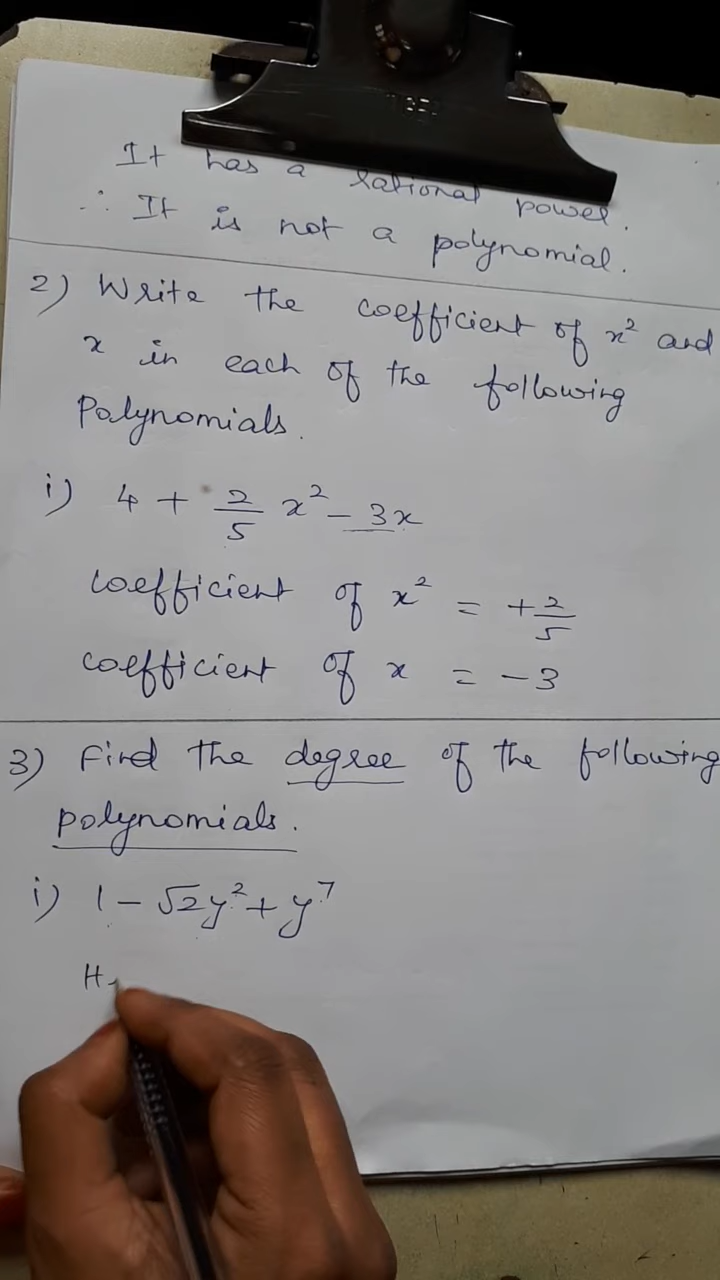 It has a rational power.
∴ It is not a polynomial.
2) Write the coefficient of x² and
x in each of the following
Polynomials.
i) 4 + 2/5 x² - 3x
coefficient of x² = +2/5
coefficient of x = -3
3) Find the degree of the following
polynomials.
i) 1 - √2y² + y⁷
H